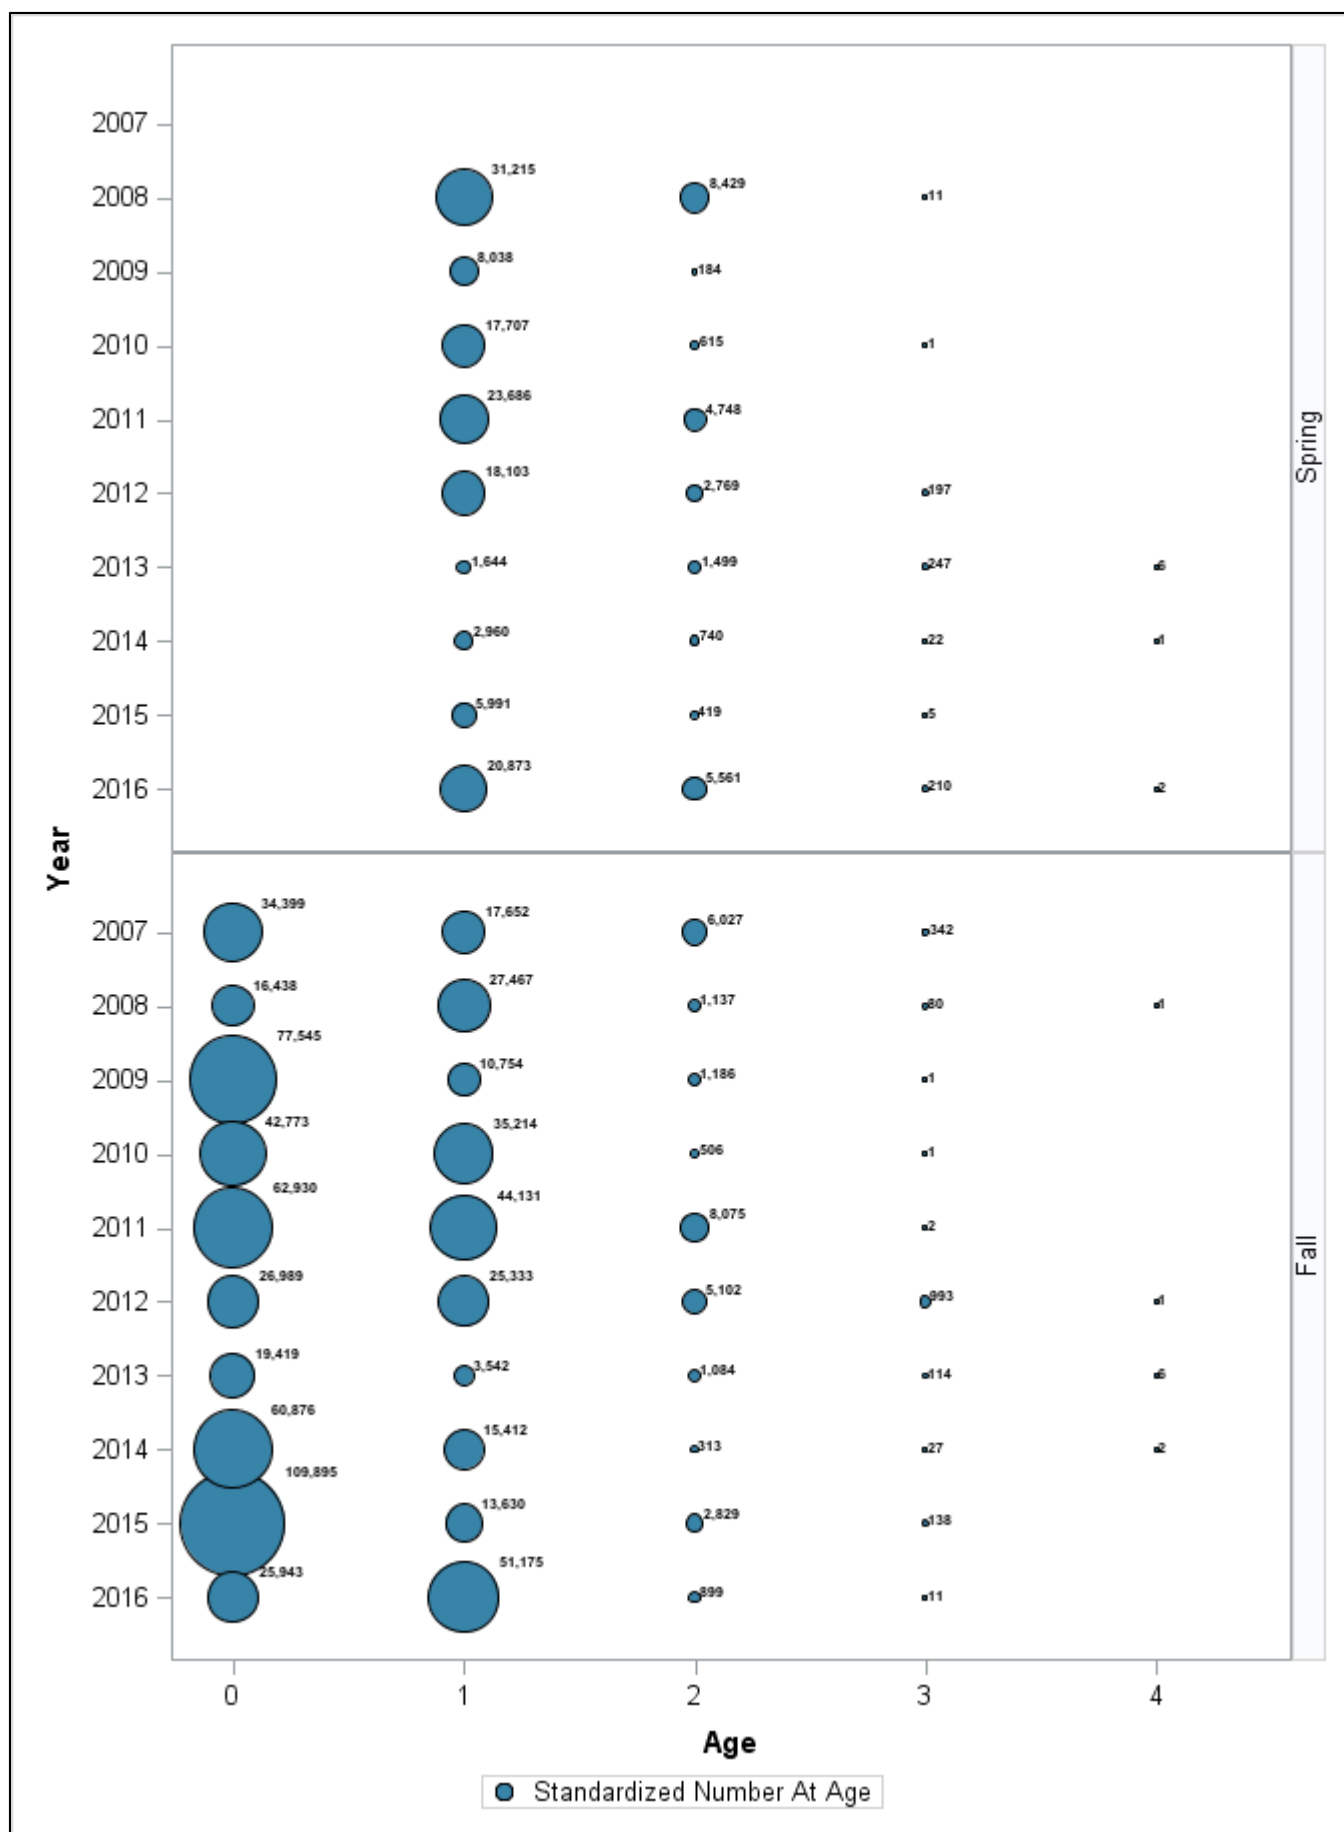 2007
2008 31,215 8,429 11
2009 8,038 184
2010 17,707 615 1
2011 23,686 4,748
2012 18,103 2,769 197
2013 1,644 1,499 247
2014 2,960 740 22 1
2015 5,991 419 5
2016 20,873 5,561 210 2
Spring
Year
2007 34,399 17,652 6,027 342
2008 16,438 27,467 1,137 80 1
2009 77,545 10,754 1,186 1
2010 42,773 35,214 506 1
2011 62,930 44,131 8,075 2
2012 26,989 25,333 5,102 993 1
2013 19,419 3,542 1,084 114
2014 60,876 15,412 313 27 2
2015 109,895 13,630 2,829 138
2016 25,943 51,175 899 11
Fall
0 1 2 3 4
Age
Standardized Number At Age